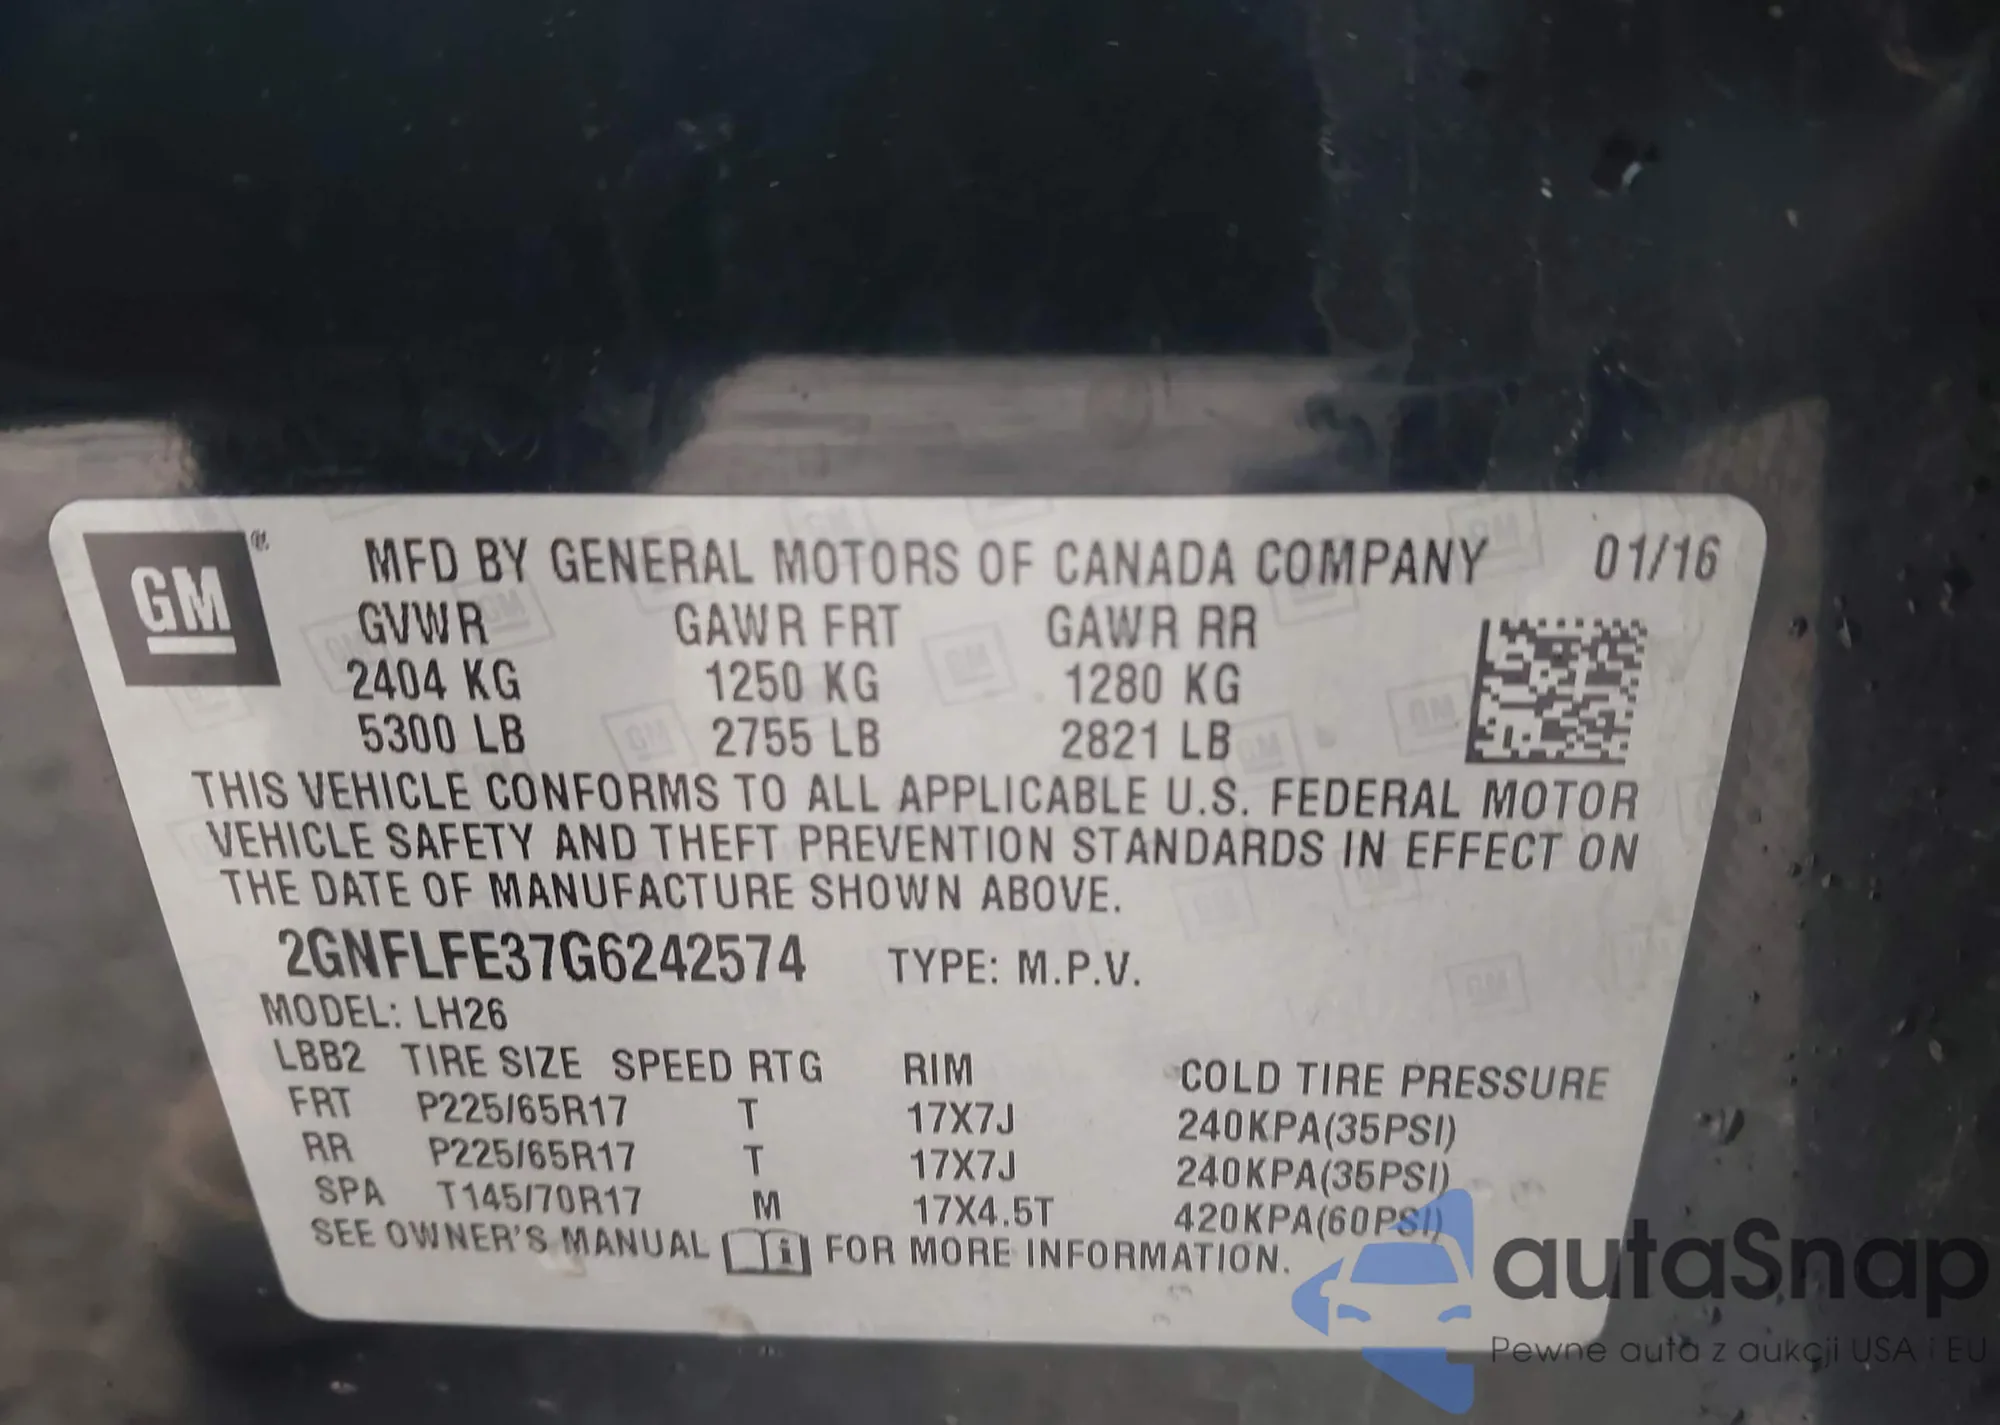 GM ®
MFD BY GENERAL MOTORS OF CANADA COMPANY 01/16
GVWR GAWR FRT GAWR RR
2404 KG 1250 KG 1280 KG
5300 LB 2755 LB 2821 LB
THIS VEHICLE CONFORMS TO ALL APPLICABLE U.S. FEDERAL MOTOR
VEHICLE SAFETY AND THEFT PREVENTION STANDARDS IN EFFECT ON
THE DATE OF MANUFACTURE SHOWN ABOVE.
2GNFLFE37G6242574 TYPE: M.P.V.
MODEL: LH26
LBB2 TIRE SIZE SPEED RTG RIM COLD TIRE PRESSURE
FRT P225/65R17 T 17X7J 240KPA(35PSI)
RR P225/65R17 T 17X7J 240KPA(35PSI)
SPA T145/70R17 M 17X4.5T 420KPA(60PSI)
SEE OWNER'S MANUAL i FOR MORE INFORMATION.
autaSnap
Pewne auta z aukcji USA i EU